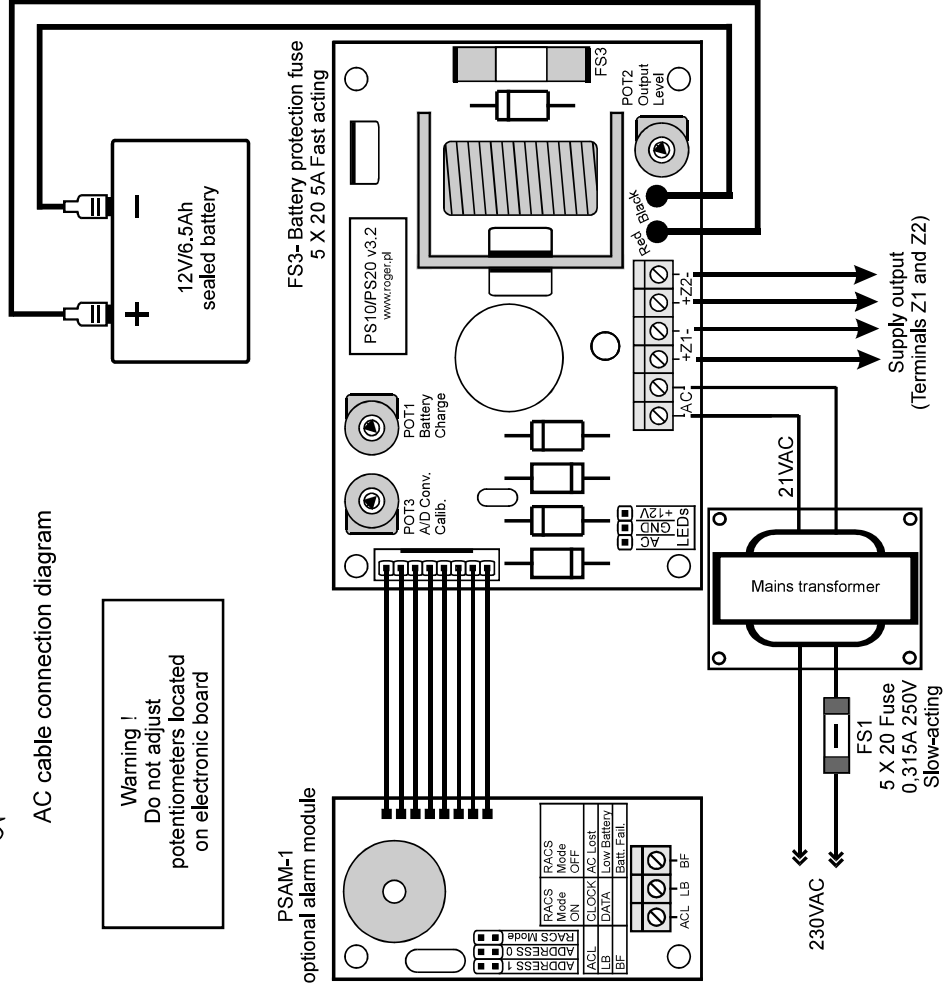 AC cable connection diagram
Warning !
Do not adjust
potentiometers located
on electronic board
12V/6.5Ah
sealed battery
-
+
FS3- Battery protection fuse
5 X 20 5A Fast acting
FS3
POT2
Output
Level
Black
Red
PS10/PS20 v3.2
www.roger.pl
POT1
Battery
Charge
POT3
A/D Conv.
Calib.
AC
+Z1-
+Z2-
AC
GND
+12V
LEDs
Supply output
(Terminals Z1 and Z2)
21VAC
Mains transformer
FS1
5 X 20 Fuse
0,315A 250V
Slow-acting
230VAC
PSAM-1
optional alarm module
ADDRESS 1
ADDRESS 0
RACS Mode
RACS Mode ON
RACS Mode OFF
ACL CLOCK AC Lost
LB DATA Low Battery
BF Batt. Fail.
ACL LB BF